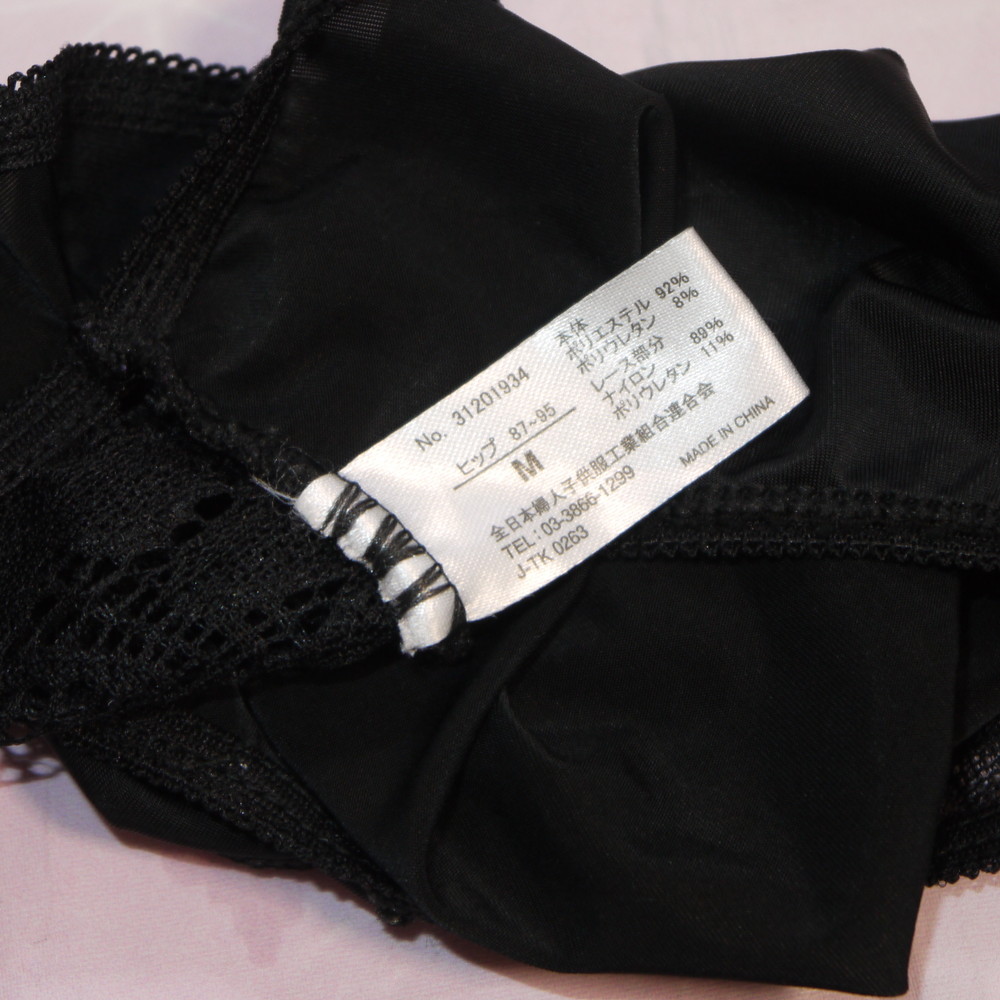 No. 31201934
ヒップ 87~95
M
本体
ポリエステル 92%
ポリウレタン 8%
レース部分
ナイロン 89%
ポリウレタン 11%
全日本婦人子供服工業組合連合会
TEL:03-3866-1299
J-TK 0263
MADE IN CHINA